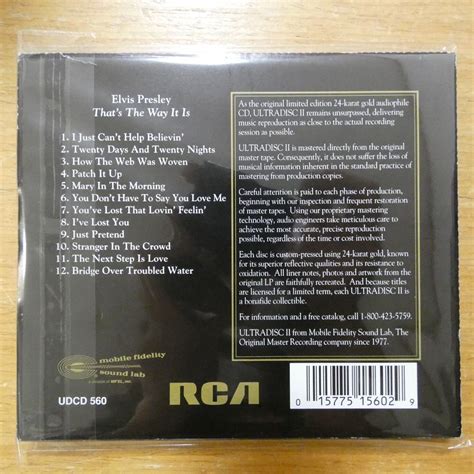 Elvis Presley
That's The Way It Is
1. I Just Can't Help Believin'
2. Twenty Days And Twenty Nights
3. How The Web Was Woven
4. Patch It Up
5. Mary In The Morning
6. You Don't Have To Say You Love Me
7. You've Lost That Lovin' Feelin'
8. I've Lost You
9. Just Pretend
10. Stranger In The Crowd
11. The Next Step Is Love
12. Bridge Over Troubled Water
As the original limited edition 24-karat gold audiophile
CD, ULTRADISC II remains unsurpassed, delivering
music reproduction as close to the actual recording
session as possible.
ULTRADISC II is mastered directly from the original
master tape. Consequently, it does not suffer the loss of
musical information inherent in the standard practice of
mastering from production copies.
Careful attention is paid to each phase of production,
beginning with our inspection and frequent restoration
of master tapes. Using our proprietary mastering
technology, audio engineers take meticulous care to
achieve the most accurate, precise reproduction
possible, regardless of time or cost involved.
Each disc is custom-pressed using 24-karat gold, known
for its superior reflective qualities and its resistance to
oxidation. All liner notes, photos and artwork from the
original LP are faithfully recreated. And because titles
are licensed for a limited term, each ULTRADISC II is a
bonafide collectible.
For information and a free catalog, call 1-800-423-5759.
ULTRADISC II from Mobile Fidelity Sound Lab, The
Original Master Recording company since 1977.
mobile fidelity
sound lab
a division of MFSL, Inc.
UDCD 560
RCA
0 15775 15602 9